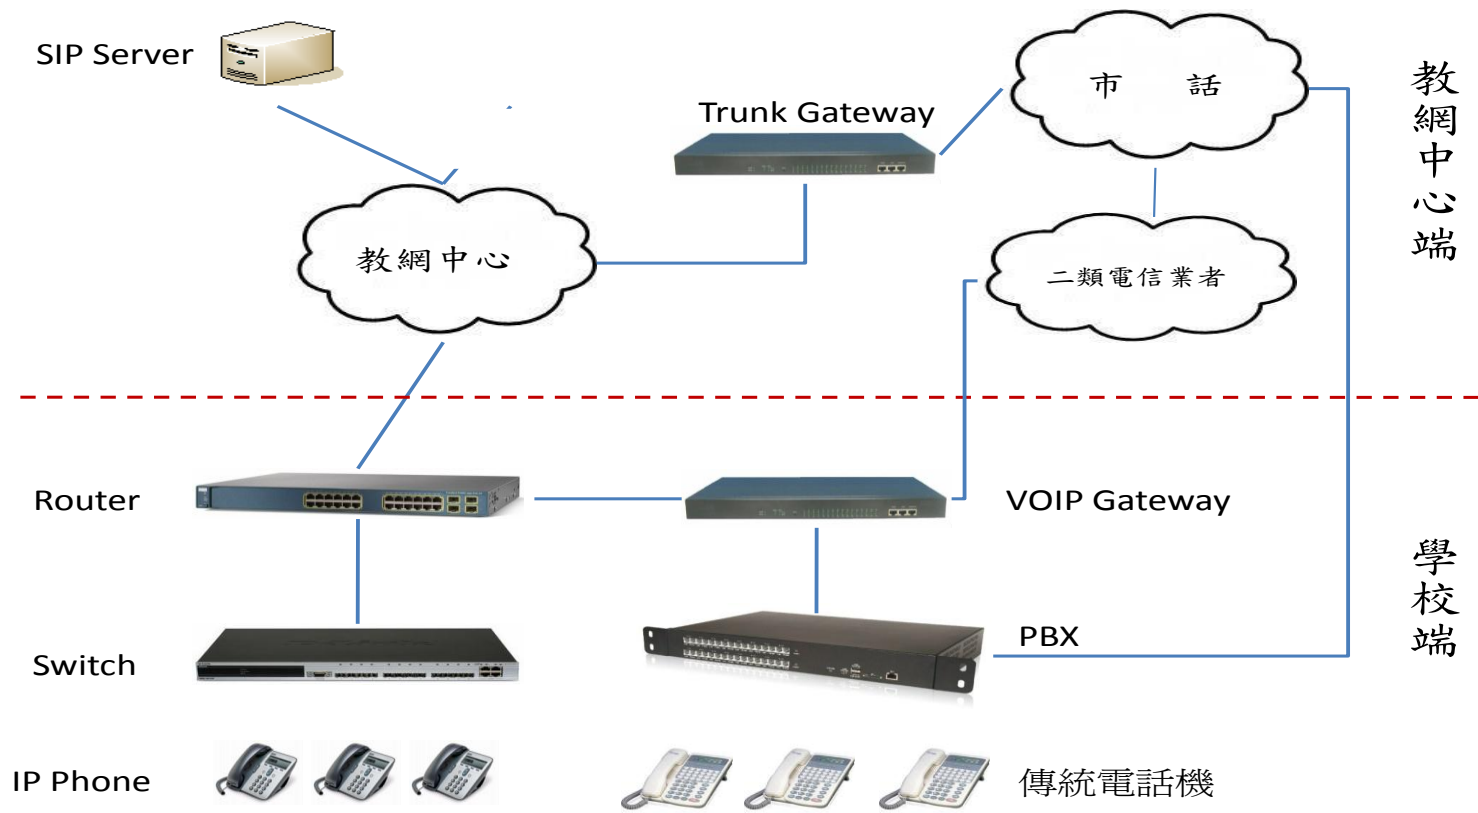 SIP Server
市 話
Trunk Gateway
教網中心
二類電信業者
教網中心端
Router
VOIP Gateway
學校端
Switch
PBX
IP Phone
傳統電話機